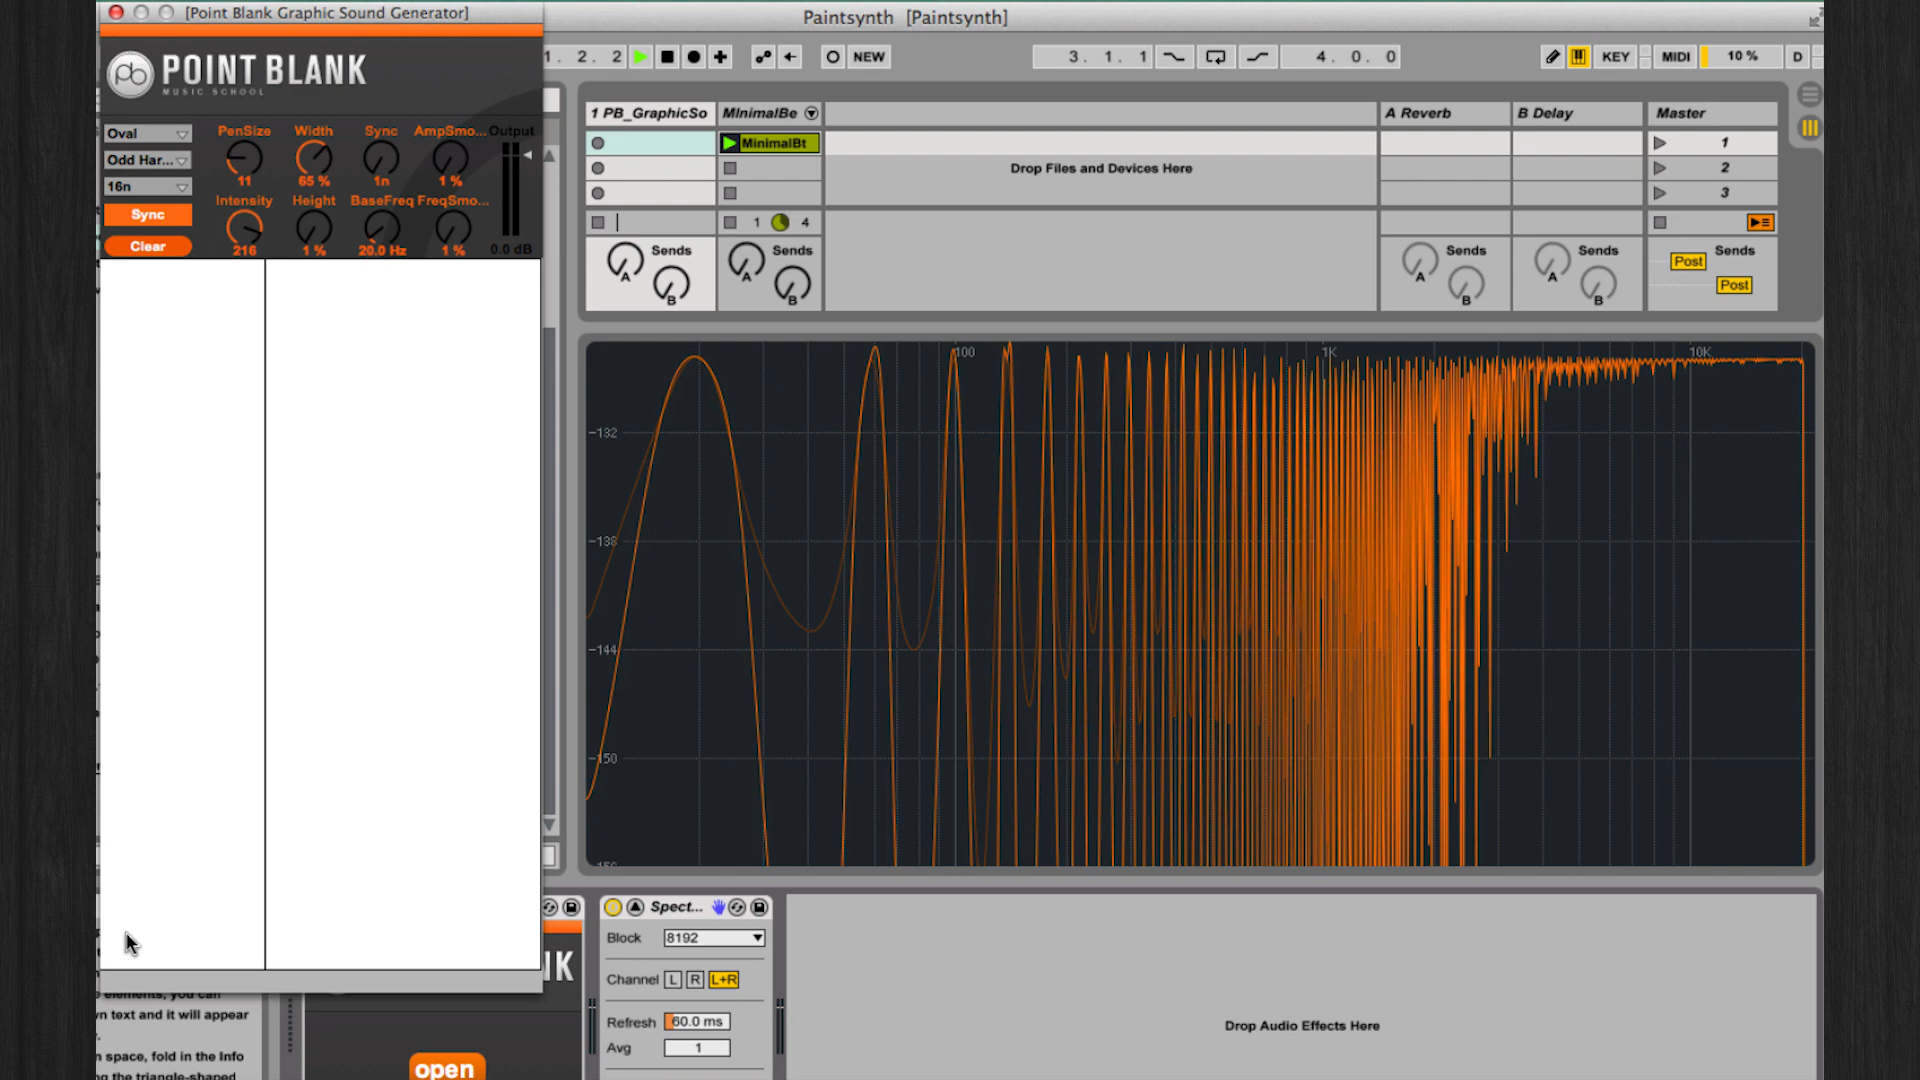 [Point Blank Graphic Sound Generator]
Paintsynth [Paintsynth]
pb POINT BLANK
MUSIC SCHOOL
1. 2. 2
NEW
3. 1. 1
4. 0. 0
KEY
MIDI
10 %
D
Oval
Odd Har...
16n
Sync
Clear
PenSize
11
Width
65 %
Sync
1n
AmpSmo...
1 %
Output
Intensity
216
Height
1 %
BaseFreq
20.0 Hz
FreqSmo...
1 %
0.0 dB
1 PB_GraphicSo
MInimalBe
A Reverb
B Delay
Master
MinimalBt
Drop Files and Devices Here
1
2
3
1 4
Sends
A
B
Sends
A
B
Sends
A
B
Sends
A
B
Sends
Post
Post
100
1K
10K
-132
-138
-144
-150
-156
Spect...
Block 8192
Channel L R L+R
Refresh 60.0 ms
Avg 1
Drop Audio Effects Here
NK
open
elements, you can
wn text and it will appear
n space, fold in the Info
ng the triangle-shaped